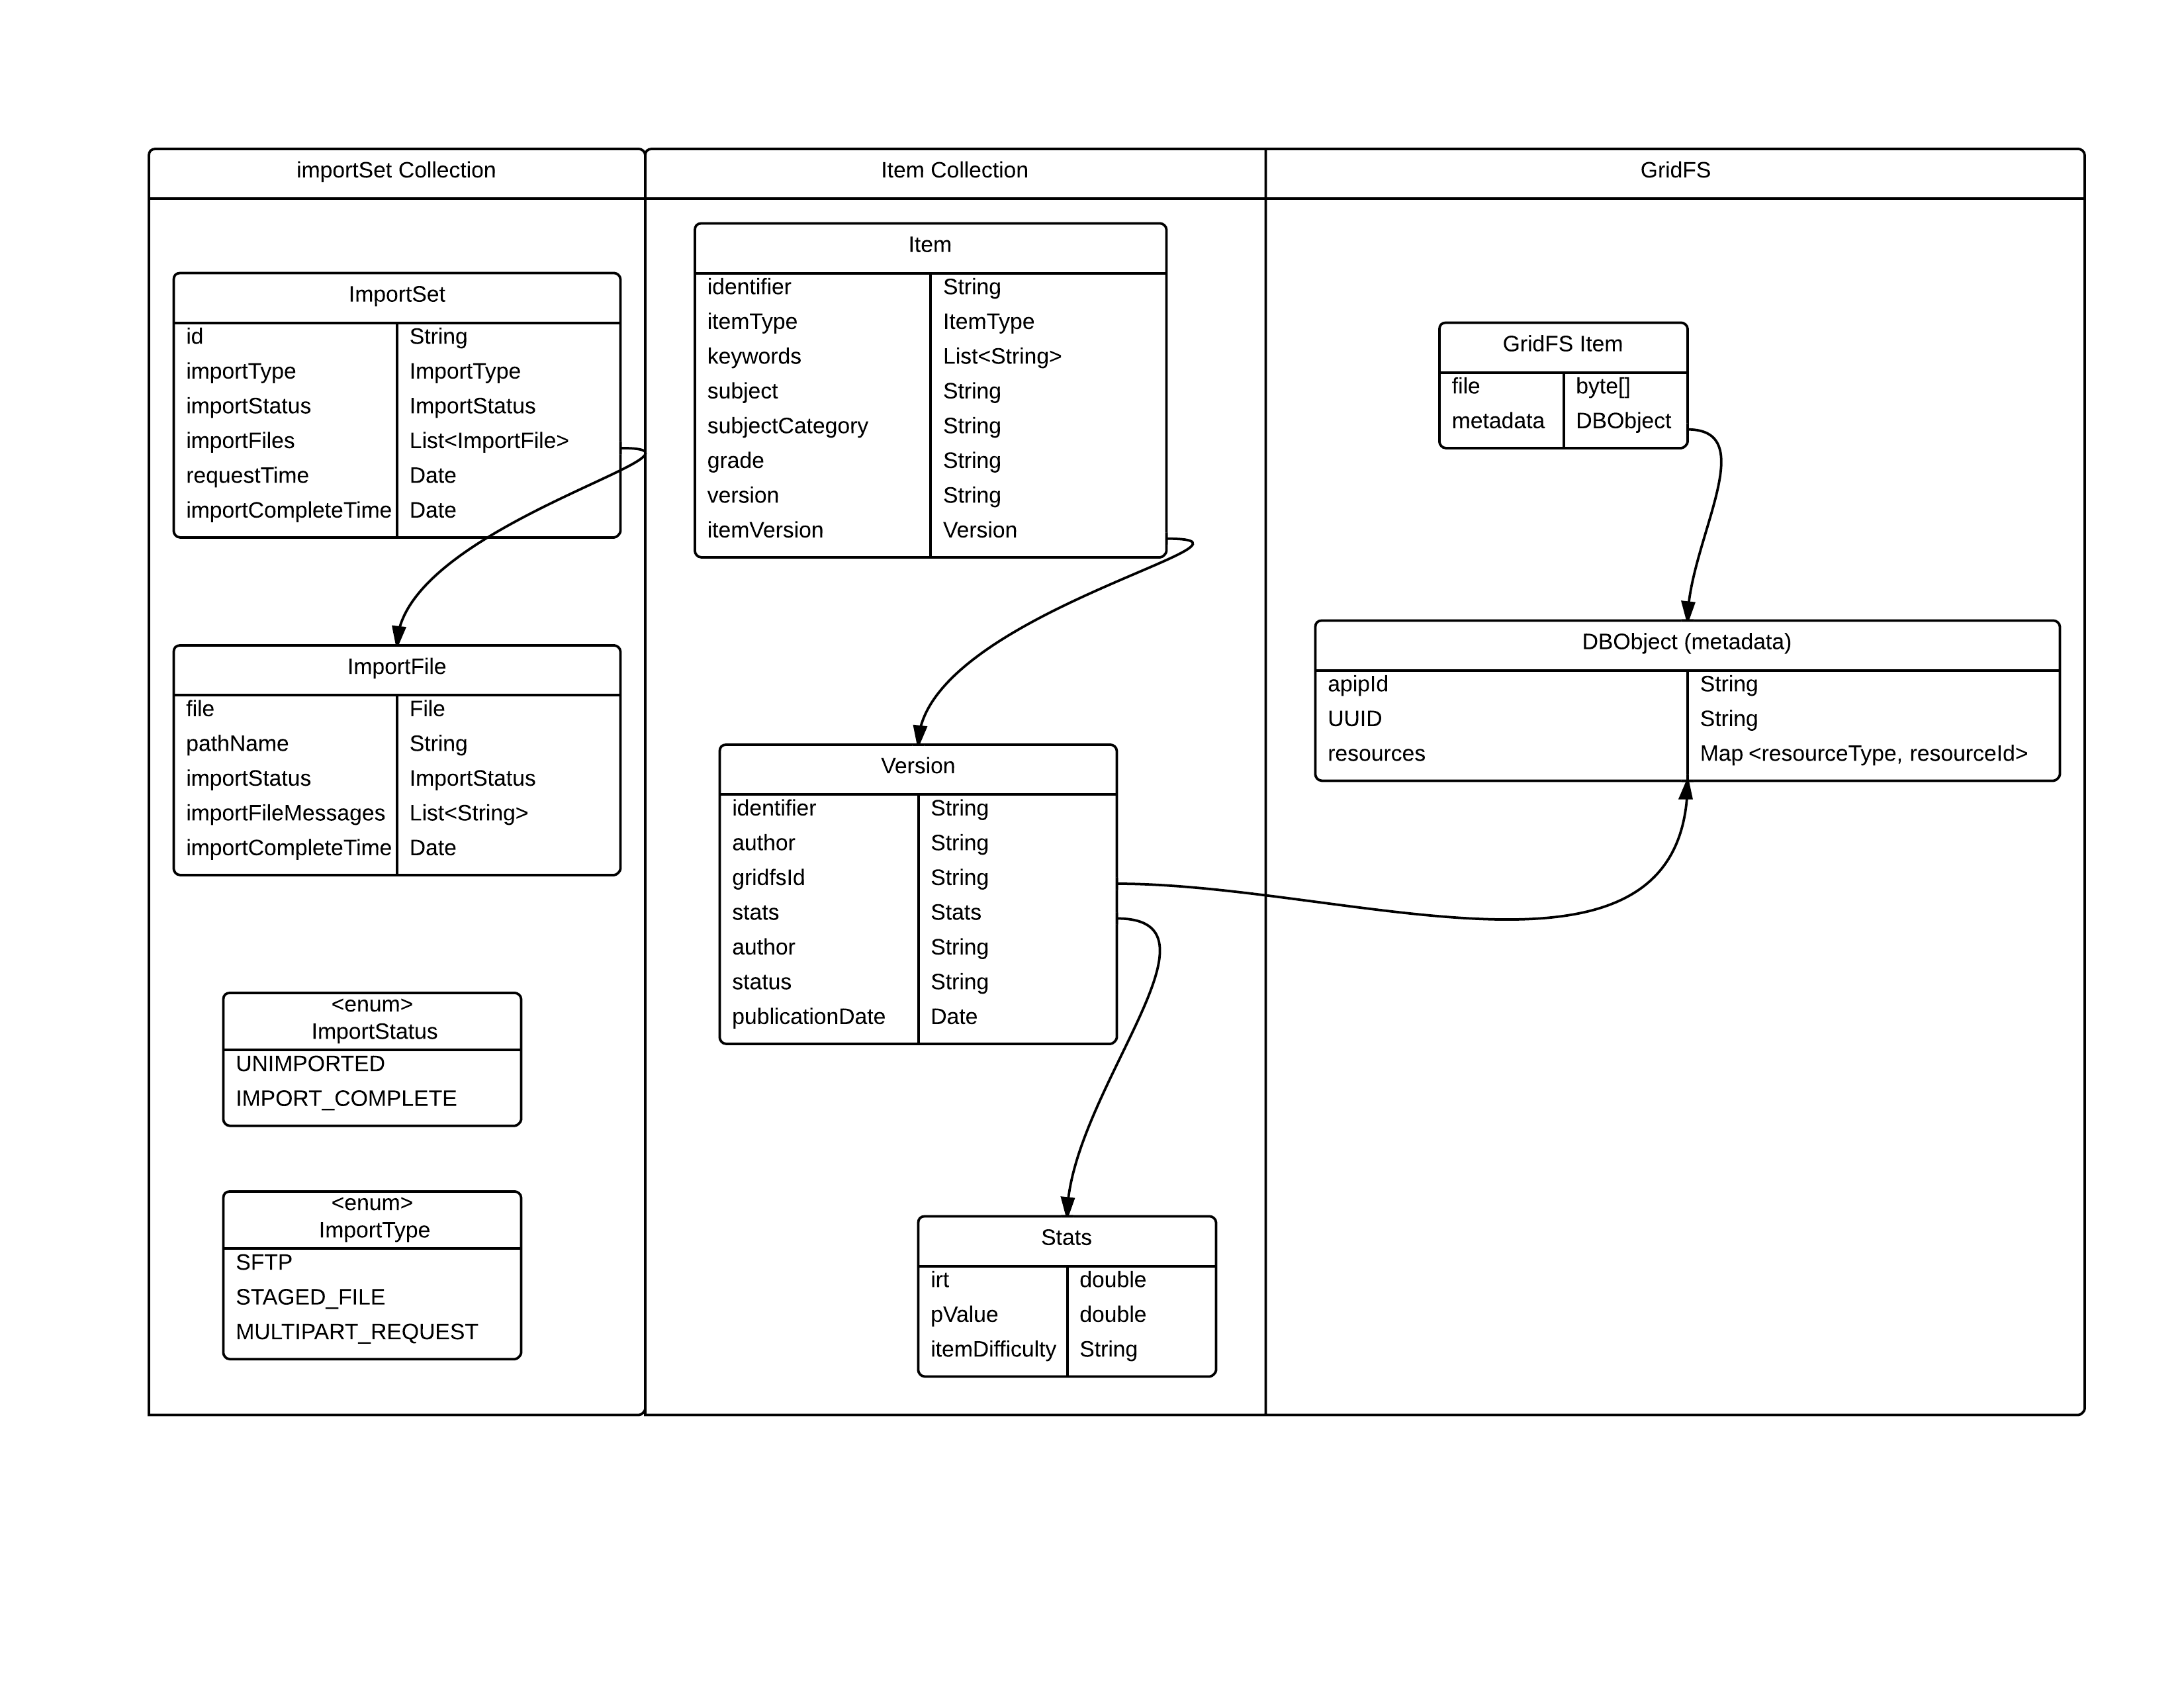 importSet Collection
Item Collection
GridFS
ImportSet
id String
importType ImportType
importStatus ImportStatus
importFiles List<ImportFile>
requestTime Date
importCompleteTime Date
ImportFile
file File
pathName String
importStatus ImportStatus
importFileMessages List<String>
importCompleteTime Date
<enum>
ImportStatus
UNIMPORTED
IMPORT_COMPLETE
<enum>
ImportType
SFTP
STAGED_FILE
MULTIPART_REQUEST
Item
identifier String
itemType ItemType
keywords List<String>
subject String
subjectCategory String
grade String
version String
itemVersion Version
Version
identifier String
author String
gridfsId String
stats Stats
author String
status String
publicationDate Date
Stats
irt double
pValue double
itemDifficulty String
GridFS Item
file byte[]
metadata DBObject
DBObject (metadata)
apipId String
UUID String
resources Map <resourceType, resourceId>